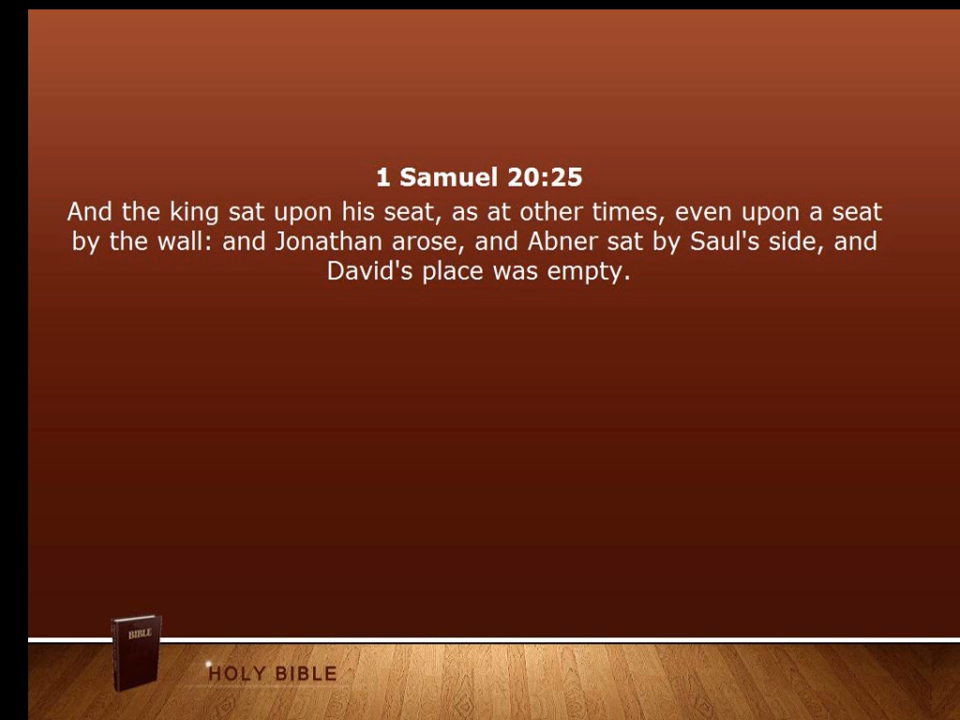 1 Samuel 20:25
And the king sat upon his seat, as at other times, even upon a seat
by the wall: and Jonathan arose, and Abner sat by Saul's side, and
David's place was empty.
BIBLE
HOLY BIBLE